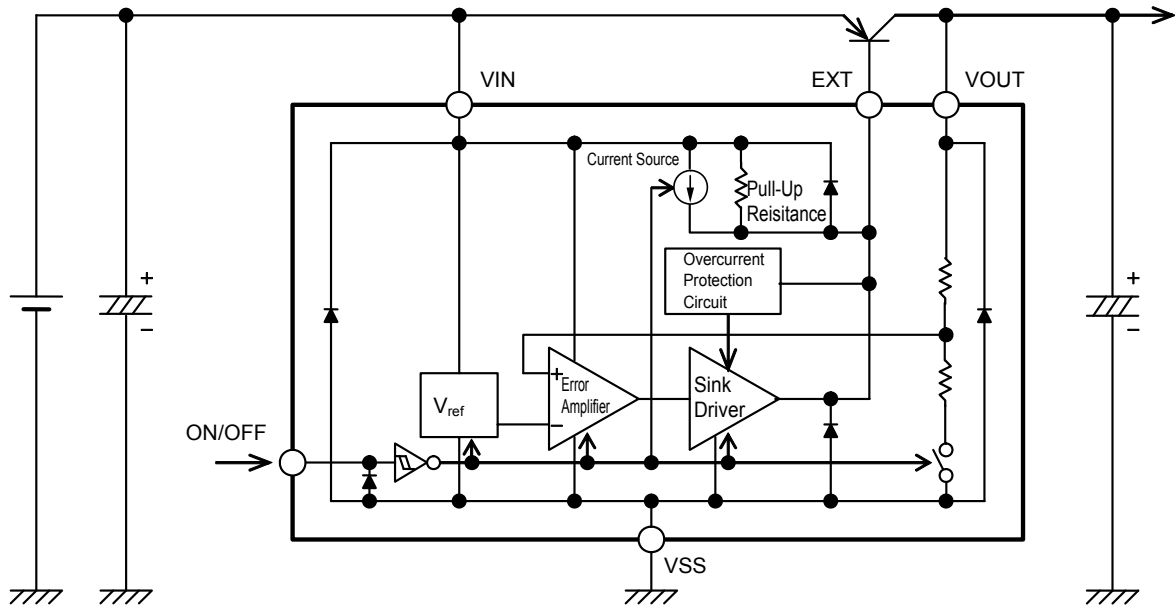 VIN
EXT
VOUT
Current Source
Pull-Up
Reisitance
Overcurrent
Protection
Circuit
+
−
+
−
+
Error
Amplifier
−
Sink
Driver
Vref
ON/OFF
VSS